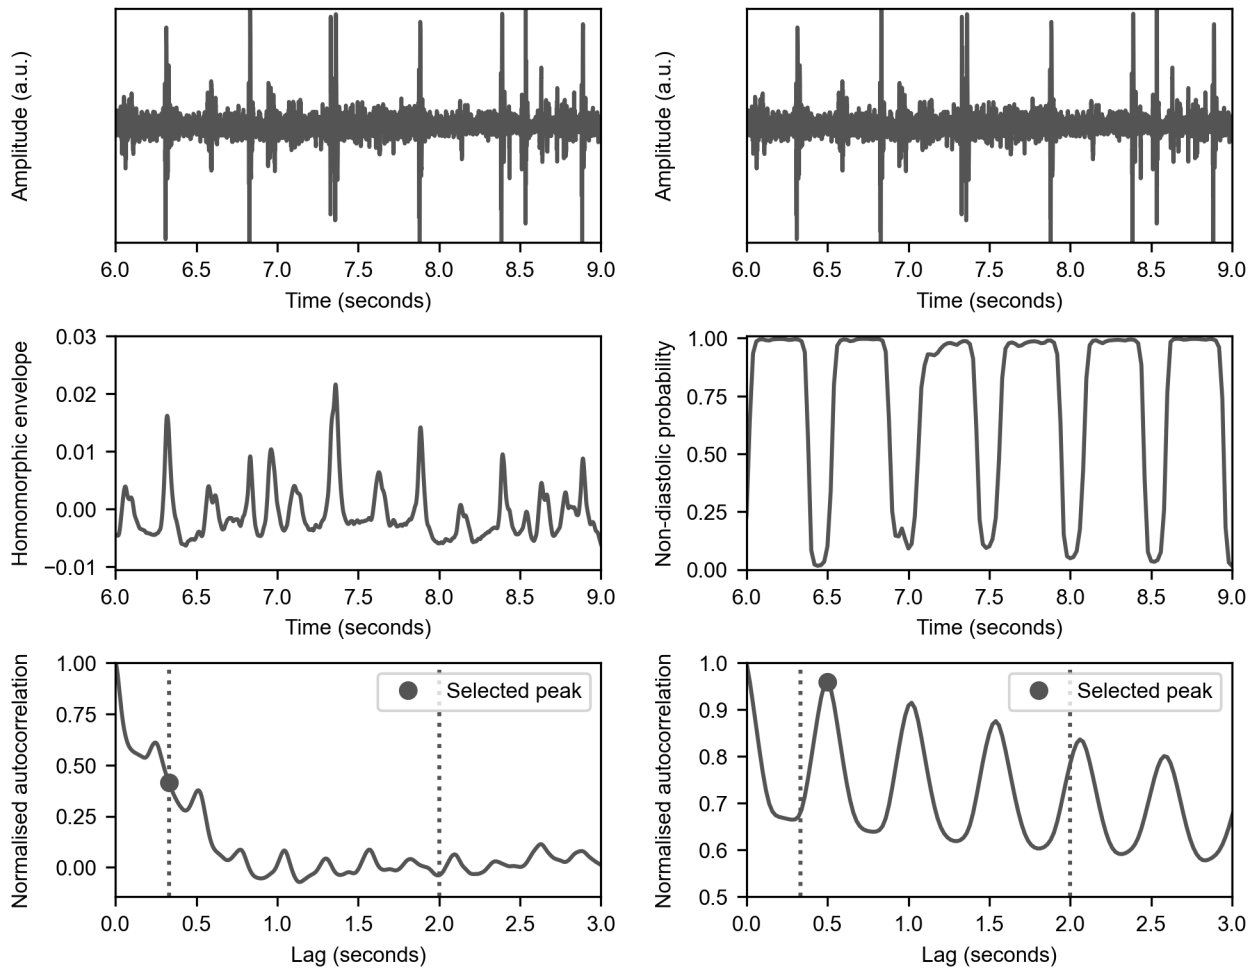 Amplitude (a.u.)
6.0 6.5 7.0 7.5 8.0 8.5 9.0
Time (seconds)
Amplitude (a.u.)
6.0 6.5 7.0 7.5 8.0 8.5 9.0
Time (seconds)
Homomorphic envelope
0.03
0.02
0.01
0.00
−0.01
6.0 6.5 7.0 7.5 8.0 8.5 9.0
Time (seconds)
Non-diastolic probability
1.00
0.75
0.50
0.25
0.00
6.0 6.5 7.0 7.5 8.0 8.5 9.0
Time (seconds)
Normalised autocorrelation
1.00
0.75
0.50
0.25
0.00
Selected peak
0.0 0.5 1.0 1.5 2.0 2.5 3.0
Lag (seconds)
Normalised autocorrelation
1.0
0.9
0.8
0.7
0.6
0.5
Selected peak
0.0 0.5 1.0 1.5 2.0 2.5 3.0
Lag (seconds)